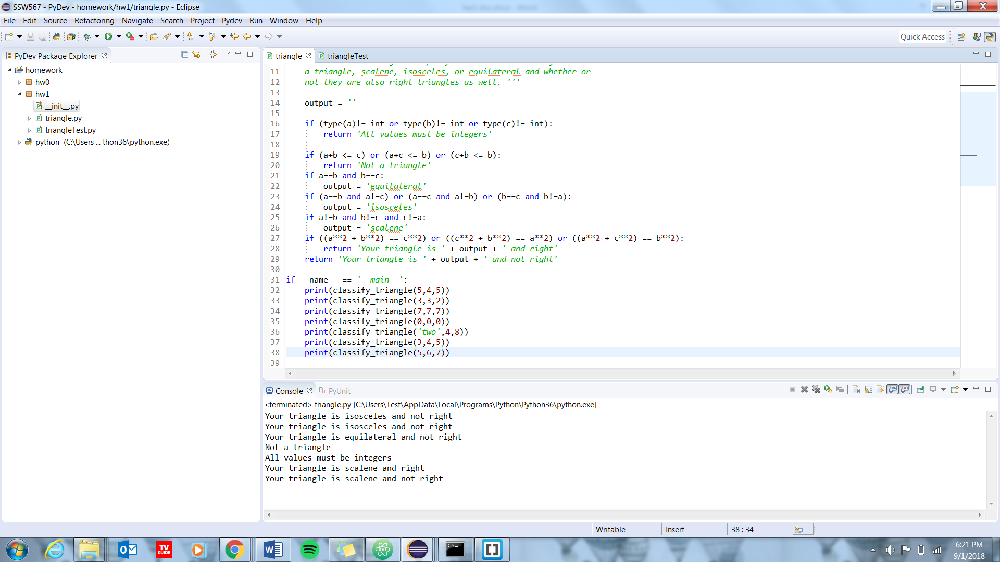 SSW567 - PyDev - homework/hw1/triangle.py - Eclipse
File Edit Source Refactoring Navigate Search Project Pydev Run Window Help
Quick Access
PyDev Package Explorer
homework
hw0
hw1
__init__.py
triangle.py
triangleTest.py
python (C:\Users ... thon36\python.exe)
triangle triangleTest
11 a triangle, scalene, isosceles, or equilateral and whether or
12 not they are also right triangles as well. '''
13
14 output = ''
15
16 if (type(a)!= int or type(b)!= int or type(c)!= int):
17 return 'All values must be integers'
18
19 if (a+b <= c) or (a+c <= b) or (c+b <= b):
20 return 'Not a triangle'
21 if a==b and b==c:
22 output = 'equilateral'
23 if (a==b and a!=c) or (a==c and a!=b) or (b==c and b!=a):
24 output = 'isosceles'
25 if a!=b and b!=c and c!=a:
26 output = 'scalene'
27 if ((a**2 + b**2) == c**2) or ((c**2 + b**2) == a**2) or ((a**2 + c**2) == b**2):
28 return 'Your triangle is ' + output + ' and right'
29 return 'Your triangle is ' + output + ' and not right'
30
31 if __name__ == '__main__':
32 print(classify_triangle(5,4,5))
33 print(classify_triangle(3,3,2))
34 print(classify_triangle(7,7,7))
35 print(classify_triangle(0,0,0))
36 print(classify_triangle('two',4,8))
37 print(classify_triangle(3,4,5))
38 print(classify_triangle(5,6,7))
39
Console PyUnit
<terminated> triangle.py [C:\Users\Test\AppData\Local\Programs\Python\Python36\python.exe]
Your triangle is isosceles and not right
Your triangle is isosceles and not right
Your triangle is equilateral and not right
Not a triangle
All values must be integers
Your triangle is scalene and right
Your triangle is scalene and not right
Writable Insert 38 : 34
TV GUIDE
6:21 PM
9/1/2018